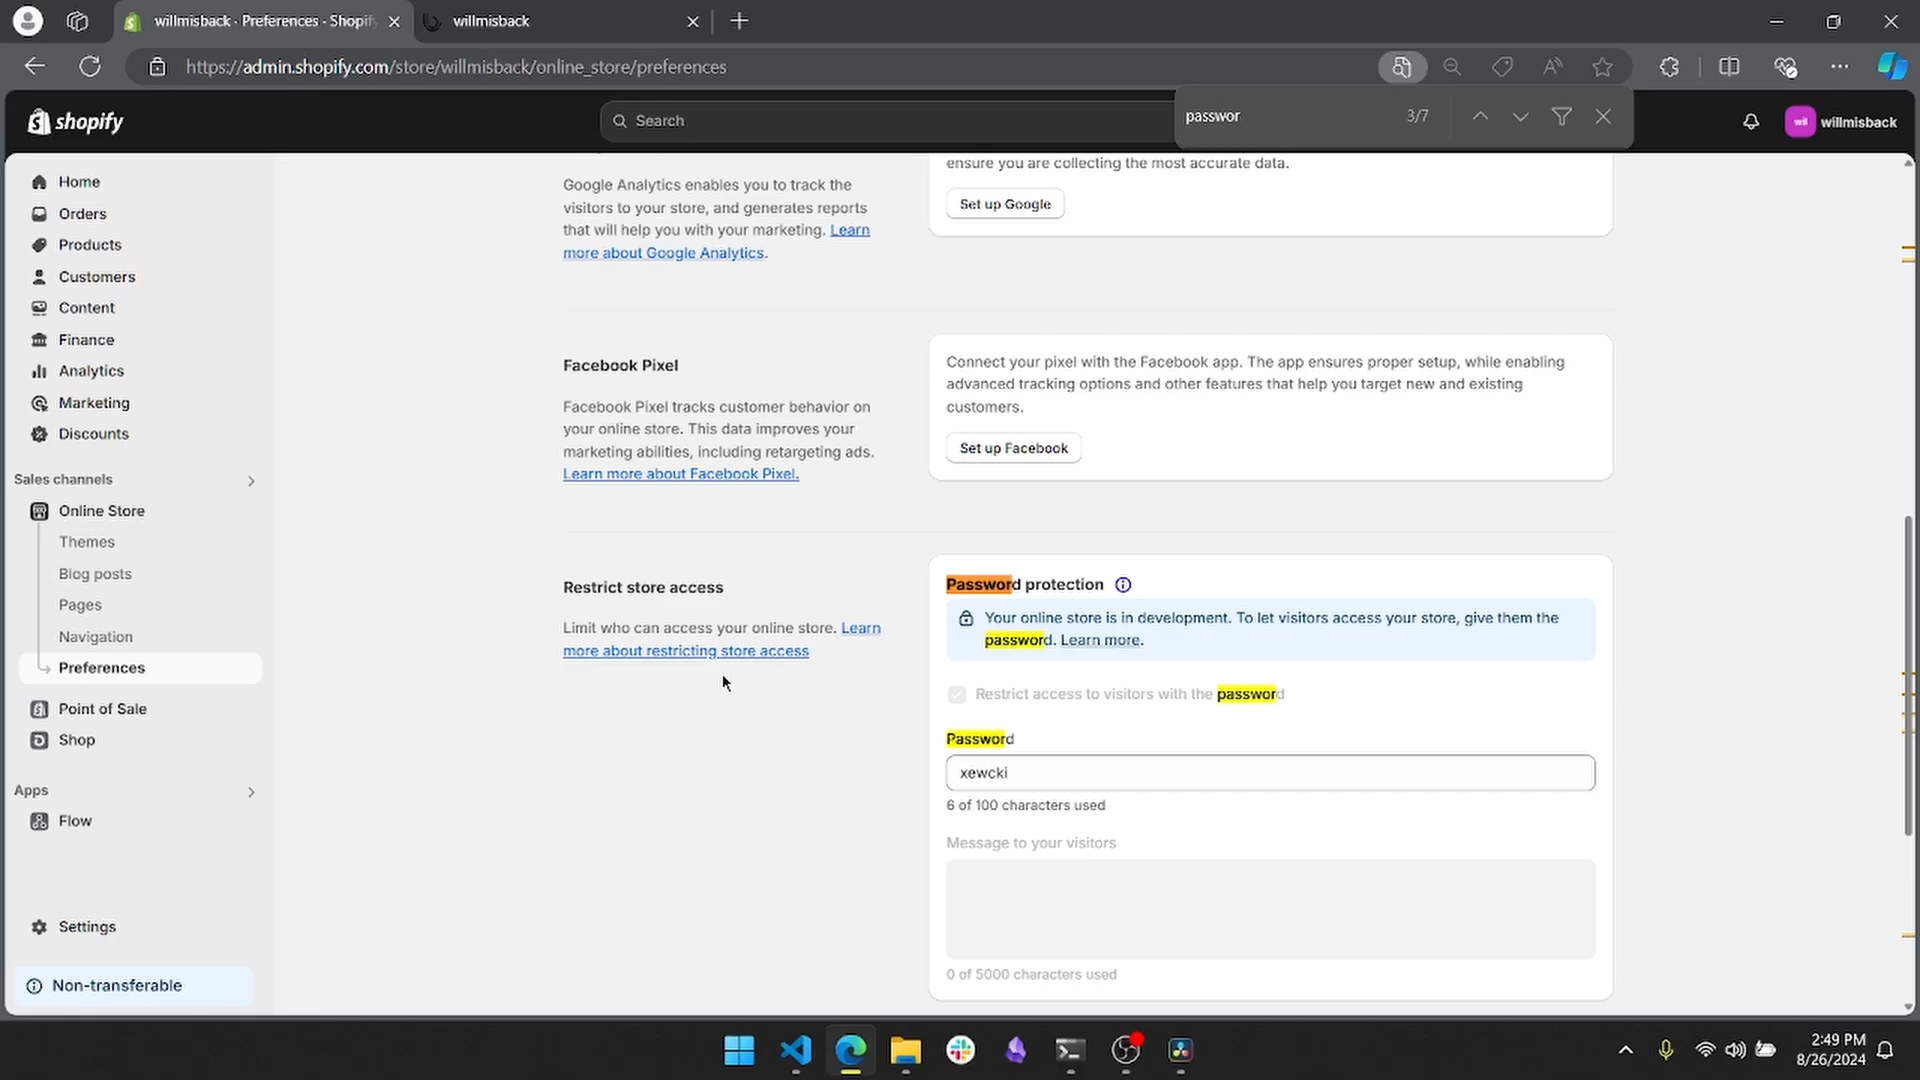 willmisback · Preferences · Shopify
willmisback
https://admin.shopify.com/store/willmisback/online_store/preferences
passwor
3/7
shopify
Search
wil
willmisback
Home
Orders
Products
Customers
Content
Finance
Analytics
Marketing
Discounts
Sales channels
Online Store
Themes
Blog posts
Pages
Navigation
Preferences
Point of Sale
Shop
Apps
Flow
Settings
Non-transferable
Google Analytics enables you to track the
visitors to your store, and generates reports
that will help you with your marketing. Learn
more about Google Analytics.
ensure you are collecting the most accurate data.
Set up Google
Facebook Pixel
Facebook Pixel tracks customer behavior on
your online store. This data improves your
marketing abilities, including retargeting ads.
Learn more about Facebook Pixel.
Connect your pixel with the Facebook app. The app ensures proper setup, while enabling
advanced tracking options and other features that help you target new and existing
customers.
Set up Facebook
Restrict store access
Limit who can access your online store. Learn
more about restricting store access
Password protection
Your online store is in development. To let visitors access your store, give them the
password. Learn more.
Restrict access to visitors with the password
Password
xewcki
6 of 100 characters used
Message to your visitors
0 of 5000 characters used
2:49 PM
8/26/2024